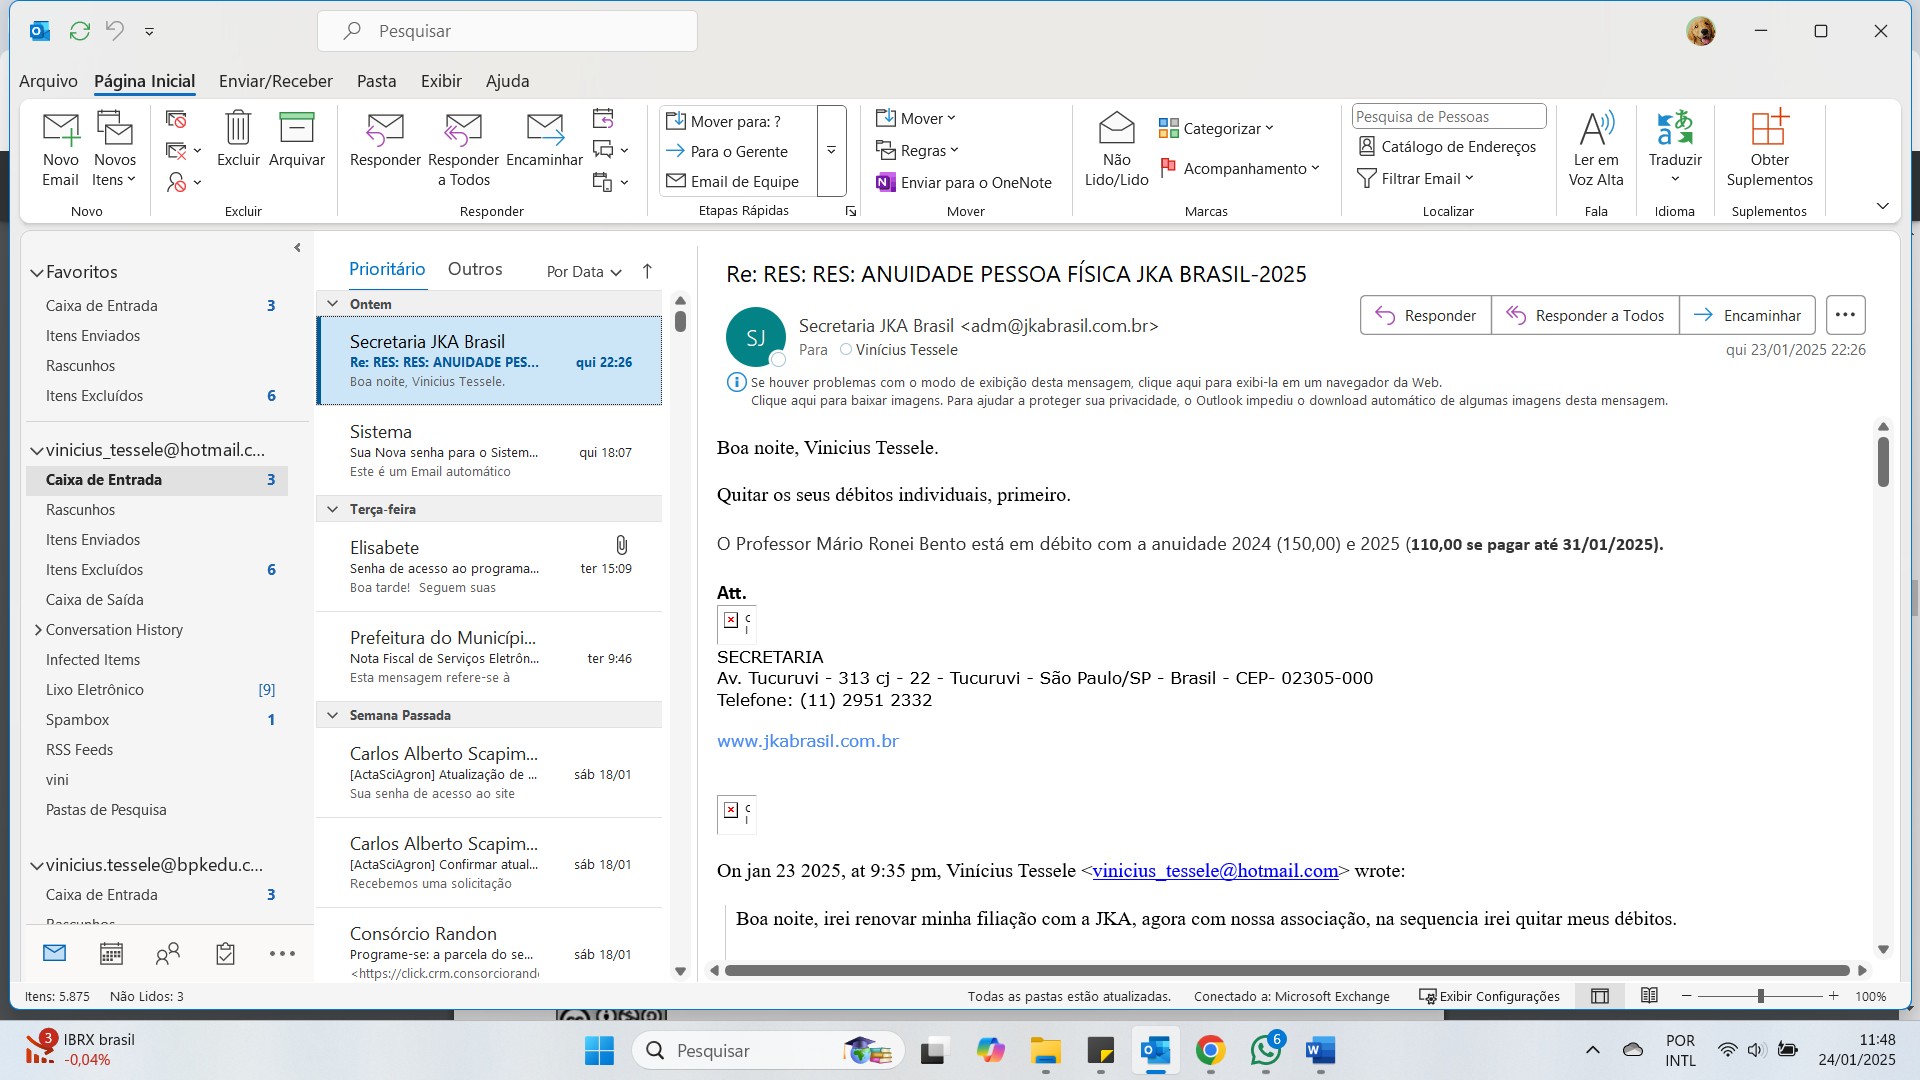 Pesquisar
Arquivo
Página Inicial
Enviar/Receber
Pasta
Exibir
Ajuda
Novo
Email
Novos
Itens
Novo
Excluir
Arquivar
Excluir
Responder
Responder
a Todos
Encaminhar
Responder
Mover para: ?
Para o Gerente
Email de Equipe
Etapas Rápidas
Mover
Regras
Enviar para o OneNote
Mover
Não
Lido/Lido
Categorizar
Acompanhamento
Marcas
Pesquisa de Pessoas
Catálogo de Endereços
Filtrar Email
Localizar
Ler em
Voz Alta
Fala
Traduzir
Idioma
Obter
Suplementos
Suplementos
Favoritos
Caixa de Entrada 3
Itens Enviados
Rascunhos
Itens Excluídos 6
vinicius_tessele@hotmail.c...
Caixa de Entrada 3
Rascunhos
Itens Enviados
Itens Excluídos 6
Caixa de Saída
Conversation History
Infected Items
Lixo Eletrônico [9]
Spambox 1
RSS Feeds
vini
Pastas de Pesquisa
vinicius.tessele@bpkedu.c...
Caixa de Entrada 3
Rascunhos
Prioritário
Outros
Por Data
Ontem
Secretaria JKA Brasil
Re: RES: RES: ANUIDADE PES... qui 22:26
Boa noite, Vinicius Tessele.
Sistema
Sua Nova senha para o Sistem... qui 18:07
Este é um Email automático
Terça-feira
Elisabete
Senha de acesso ao programa... ter 15:09
Boa tarde! Seguem suas
Prefeitura do Municípi...
Nota Fiscal de Serviços Eletrôn... ter 9:46
Esta mensagem refere-se à
Semana Passada
Carlos Alberto Scapim...
[ActaSciAgron] Atualização de ... sáb 18/01
Sua senha de acesso ao site
Carlos Alberto Scapim...
[ActaSciAgron] Confirmar atual... sáb 18/01
Recebemos uma solicitação
Consórcio Randon
Programe-se: a parcela do se... sáb 18/01
<https://click.crm.consorciorand
Re: RES: RES: ANUIDADE PESSOA FÍSICA JKA BRASIL-2025
SJ
Secretaria JKA Brasil <adm@jkabrasil.com.br>
Para Vinícius Tessele
Responder
Responder a Todos
Encaminhar
qui 23/01/2025 22:26
Se houver problemas com o modo de exibição desta mensagem, clique aqui para exibi-la em um navegador da Web.
Clique aqui para baixar imagens. Para ajudar a proteger sua privacidade, o Outlook impediu o download automático de algumas imagens desta mensagem.
Boa noite, Vinicius Tessele.
Quitar os seus débitos individuais, primeiro.
O Professor Mário Ronei Bento está em débito com a anuidade 2024 (150,00) e 2025 (110,00 se pagar até 31/01/2025).
Att.
SECRETARIA
Av. Tucuruvi - 313 cj - 22 - Tucuruvi - São Paulo/SP - Brasil - CEP- 02305-000
Telefone: (11) 2951 2332
www.jkabrasil.com.br
On jan 23 2025, at 9:35 pm, Vinícius Tessele <vinicius_tessele@hotmail.com> wrote:
Boa noite, irei renovar minha filiação com a JKA, agora com nossa associação, na sequencia irei quitar meus débitos.
Itens: 5.875
Não Lidos: 3
Todas as pastas estão atualizadas.
Conectado a: Microsoft Exchange
Exibir Configurações
100%
3
IBRX brasil
-0,04%
Pesquisar
6
POR
INTL
11:48
24/01/2025